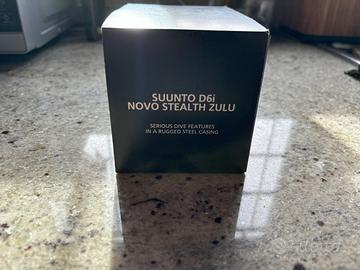 SUUNTO D6i
NOVO STEALTH ZULU
SERIOUS DIVE FEATURES
IN A RUGGED STEEL CASING